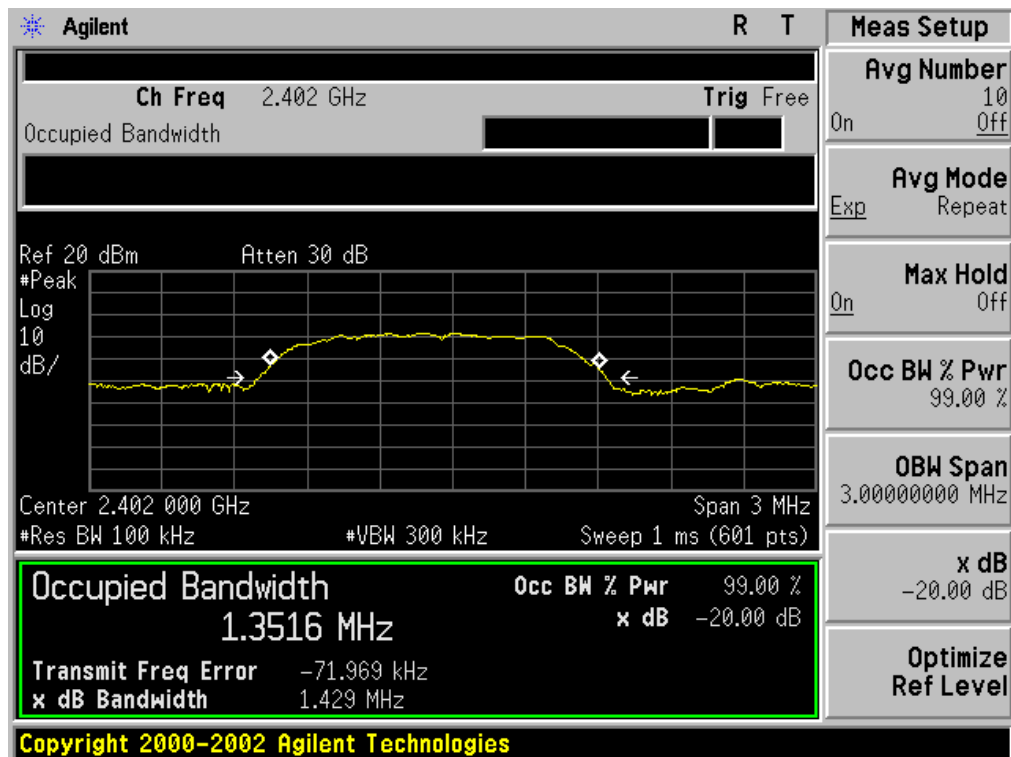 Agilent R T Meas Setup
Ch Freq 2.402 GHz Trig Free
Occupied Bandwidth
Avg Number
10
On Off
Avg Mode
Exp Repeat
Ref 20 dBm Atten 30 dB
#Peak
Log
10
dB/
Max Hold
On Off
Occ BW % Pwr
99.00 %
OBW Span
3.00000000 MHz
Center 2.402 000 GHz Span 3 MHz
#Res BW 100 kHz #VBW 300 kHz Sweep 1 ms (601 pts)
Occupied Bandwidth Occ BW % Pwr 99.00 %
1.3516 MHz x dB -20.00 dB
Transmit Freq Error -71.969 kHz
x dB Bandwidth 1.429 MHz
x dB
-20.00 dB
Optimize
Ref Level
Copyright 2000-2002 Agilent Technologies